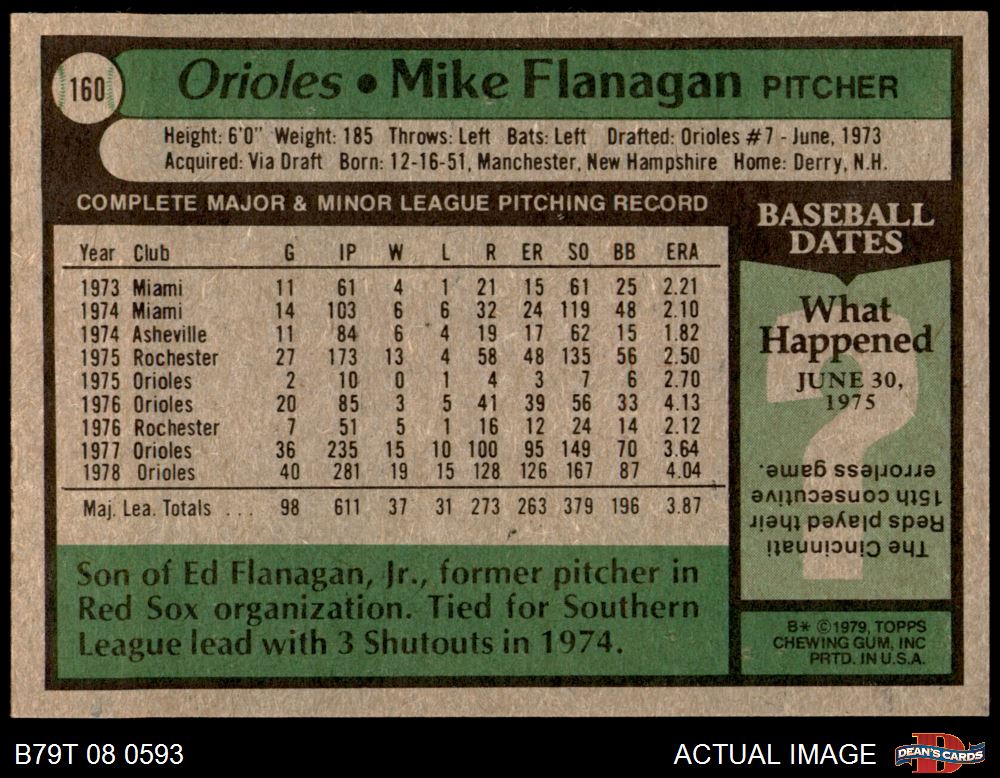 160
Orioles • Mike Flanagan PITCHER
Height: 6'0" Weight: 185 Throws: Left Bats: Left Drafted: Orioles #7 - June, 1973
Acquired: Via Draft Born: 12-16-51, Manchester, New Hampshire Home: Derry, N.H.
COMPLETE MAJOR & MINOR LEAGUE PITCHING RECORD
Year Club G IP W L R ER SO BB ERA
1973 Miami 11 61 4 1 21 15 61 25 2.21
1974 Miami 14 103 6 6 32 24 119 48 2.10
1974 Asheville 11 84 6 4 19 17 62 15 1.82
1975 Rochester 27 173 13 4 58 48 135 56 2.50
1975 Orioles 2 10 0 1 4 3 7 6 2.70
1976 Orioles 20 85 3 5 41 39 56 33 4.13
1976 Rochester 7 51 5 1 16 12 24 14 2.12
1977 Orioles 36 235 15 10 100 95 149 70 3.64
1978 Orioles 40 281 19 15 128 126 167 87 4.04
Maj. Lea. Totals ... 98 611 37 31 273 263 379 196 3.87
Son of Ed Flanagan, Jr., former pitcher in
Red Sox organization. Tied for Southern
League lead with 3 Shutouts in 1974.
BASEBALL
DATES
What
Happened
JUNE 30,
1975
?
The Cincinnati
Reds played their
15th consecutive
errorless game.
B* ©1979, TOPPS
CHEWING GUM, INC
PRTD. IN U.S.A.
B79T 08 0593
ACTUAL IMAGE
D
DEAN'S CARDS